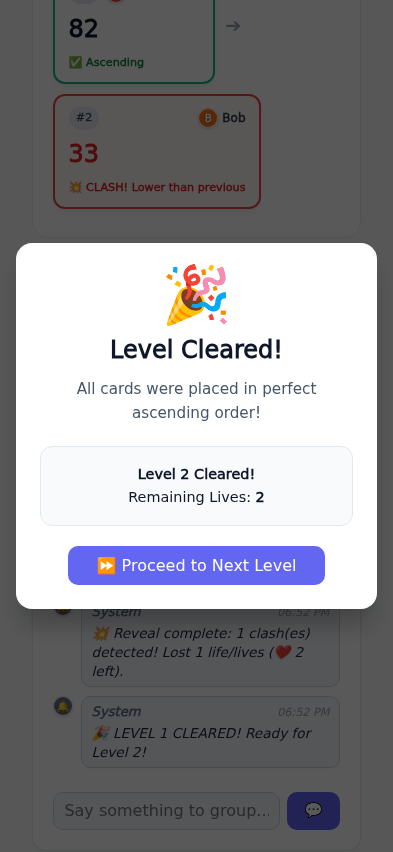 82
→
✅ Ascending
#2
B Bob
33
💥 CLASH! Lower than previous
🎉
Level Cleared!
All cards were placed in perfect
ascending order!
Level 2 Cleared!
Remaining Lives: 2
⏩ Proceed to Next Level
System 06:52 PM
💥 Reveal complete: 1 clash(es)
detected! Lost 1 life/lives (❤️ 2
left).
System 06:52 PM
🎉 LEVEL 1 CLEARED! Ready for
Level 2!
Say something to group...
💬